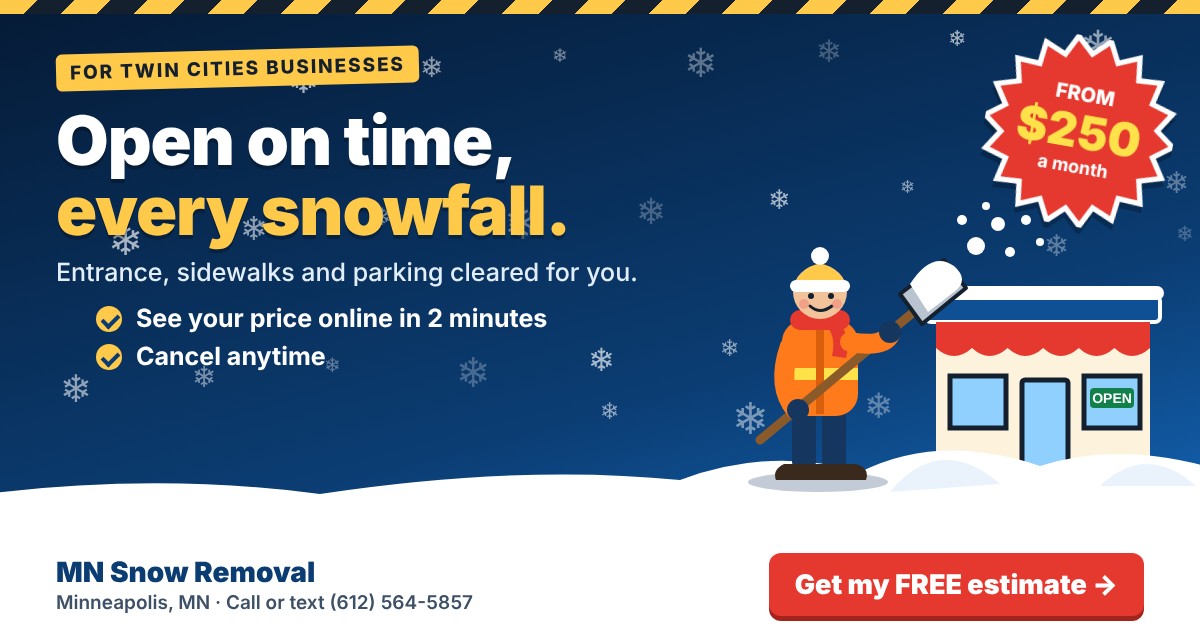 FOR TWIN CITIES BUSINESSES
Open on time,
every snowfall.
Entrance, sidewalks and parking cleared for you.
See your price online in 2 minutes
Cancel anytime
FROM
$250
a month
OPEN
MN Snow Removal
Minneapolis, MN · Call or text (612) 564-5857
Get my FREE estimate →